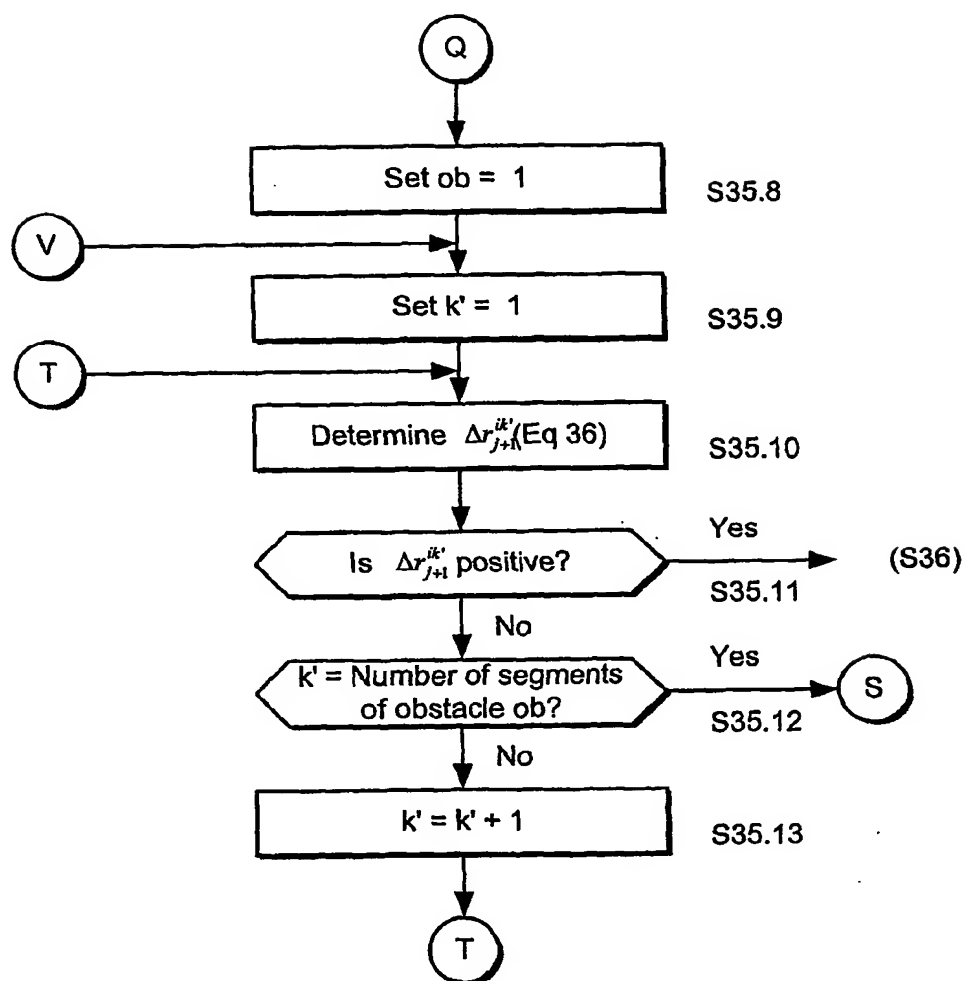 Q
Set ob = 1
S35.8
V
Set k' = 1
S35.9
T
Determine Δr_{j+1}^{ik'}(Eq 36)
S35.10
Is Δr_{j+1}^{ik'} positive?
Yes
(S36)
S35.11
No
k' = Number of segments
of obstacle ob?
Yes
S
S35.12
No
k' = k' + 1
S35.13
T